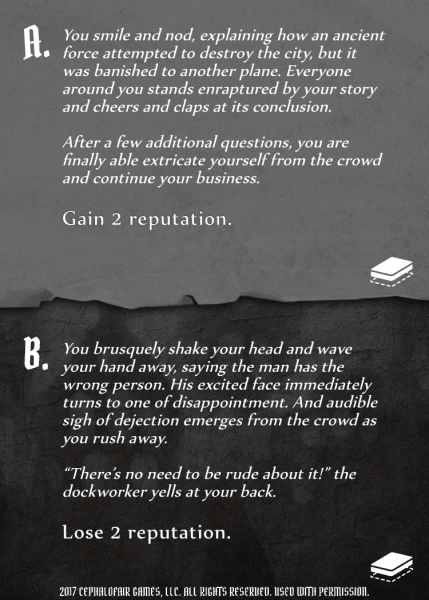 A.
You smile and nod, explaining how an ancient
force attempted to destroy the city, but it
was banished to another plane. Everyone
around you stands enraptured by your story
and cheers and claps at its conclusion.
After a few additional questions, you are
finally able extricate yourself from the crowd
and continue your business.
Gain 2 reputation.
B.
You brusquely shake your head and wave
your hand away, saying the man has the
wrong person. His excited face immediately
turns to one of disappointment. And audible
sigh of dejection emerges from the crowd as
you rush away.
“There’s no need to be rude about it!” the
dockworker yells at your back.
Lose 2 reputation.
2017 CEPHALOFAIR GAMES, LLC. ALL RIGHTS RESERVED. USED WITH PERMISSION.